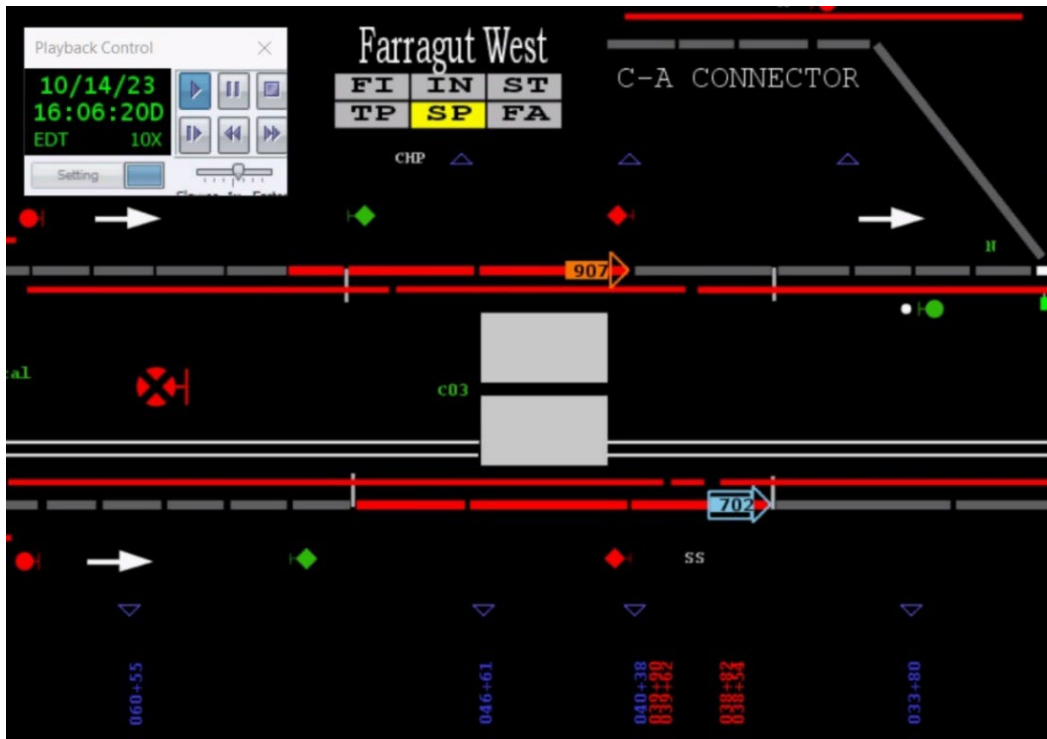 Playback Control
10/14/23
16:06:20D
EDT 10X
Setting
Farragut West
FI IN ST
TP SP FA
C-A CONNECTOR
CHP
N
907
al
C03
702
SS
060+55
046+61
040+38
039+90
039+62
038+82
038+54
033+80